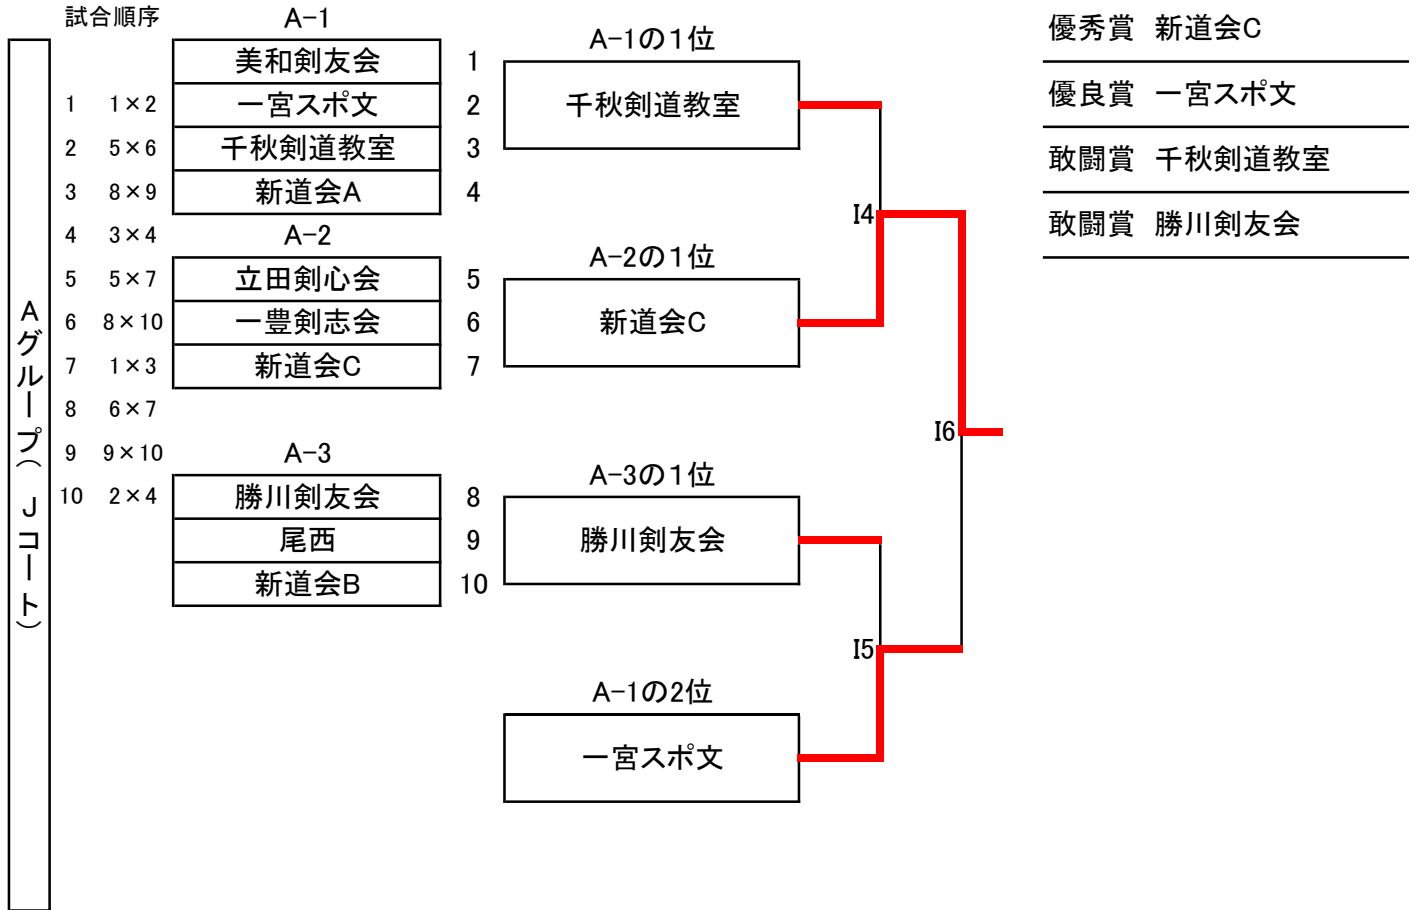 試合順序
A-1
美和剣友会 1
1 1×2 一宮スポ文 2
2 5×6 千秋剣道教室 3
3 8×9 新道会A 4
4 3×4 A-2
5 5×7 立田剣心会 5
6 8×10 一豊剣志会 6
7 1×3 新道会C 7
8 6×7
9 9×10 A-3
10 2×4 勝川剣友会 8
尾西 9
新道会B 10
Aグループ(Jコート)
A-1の1位
千秋剣道教室
I4
A-2の1位
新道会C
I6
A-3の1位
勝川剣友会
I5
A-1の2位
一宮スポ文
優秀賞 新道会C
優良賞 一宮スポ文
敢闘賞 千秋剣道教室
敢闘賞 勝川剣友会